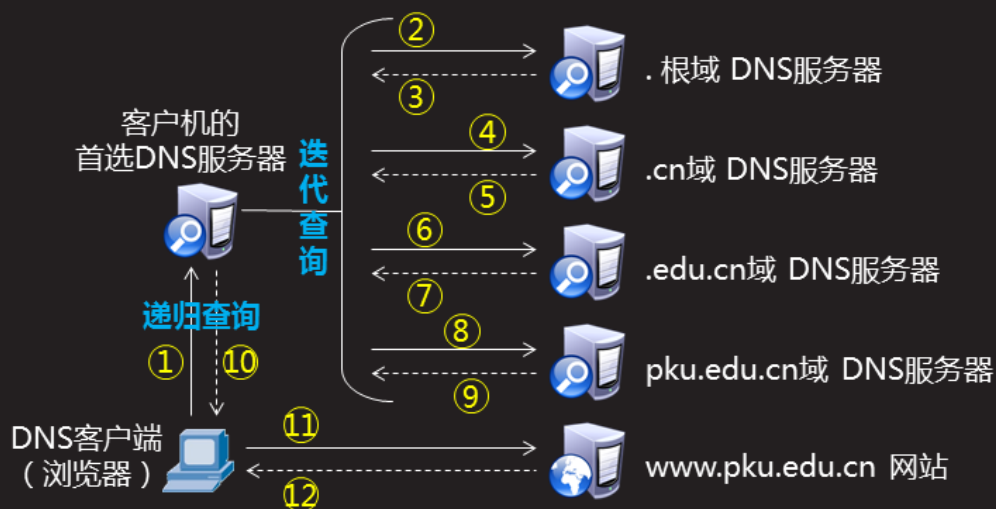 ②
③
. 根域 DNS服务器
客户机的
首选DNS服务器
迭代查询
④
⑤
.cn域 DNS服务器
⑥
⑦
.edu.cn域 DNS服务器
递归查询
①
⑩
⑧
⑨
pku.edu.cn域 DNS服务器
DNS客户端
（浏览器）
⑪
⑫
www.pku.edu.cn 网站